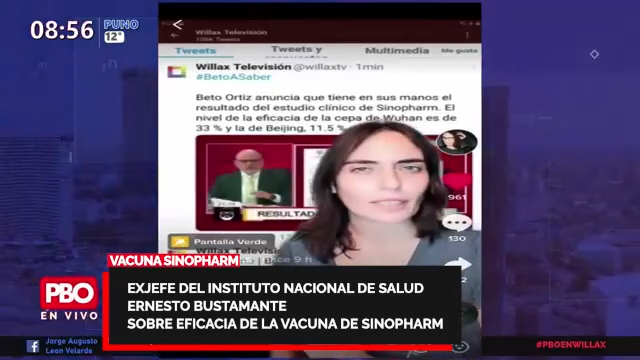 08:56
PUNO
12°
Willax Televisión
Tweets
Tweets y
Multimedia
Me gusta
Willax Televisión @willaxtv · 1min
#BetoASaber
Beto Ortiz anuncia que tiene en sus manos el
resultado del estudio clínico de Sinopharm. El
nivel de la eficacia de la cepa de Wuhan es de
33 % y la de Beijing, 11.5
961
130
RESULTAD
Pantalla Verde
VACUNA SINOPHARM
EXJEFE DEL INSTITUTO NACIONAL DE SALUD
ERNESTO BUSTAMANTE
SOBRE EFICACIA DE LA VACUNA DE SINOPHARM
PBO
EN VIVO
Jorge Augusto
Leon Velarde
#PBOENWILLAX